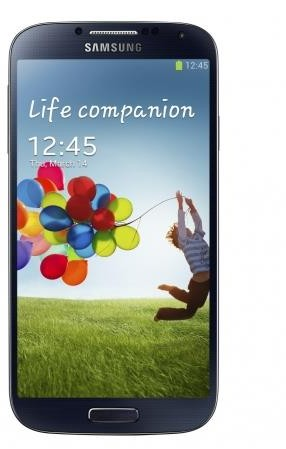 SAMSUNG
12:45
Life companion
12:45
Thu, March 14